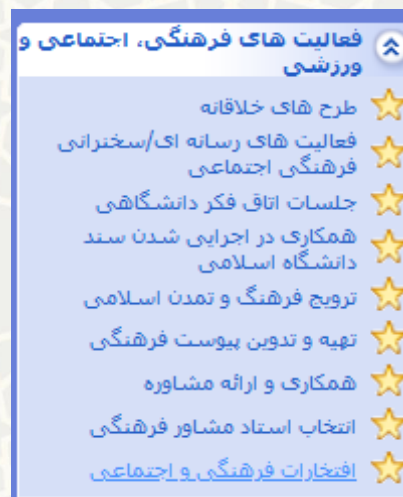 فعالیت های فرهنگی، اجتماعی و
ورزشی
طرح های خلاقانه
فعالیت های رسانه ای/سخنرانی
فرهنگی اجتماعی
جلسات اتاق فکر دانشگاهی
همکاری در اجرایی شدن سند
دانشگاه اسلامی
ترویج فرهنگ و تمدن اسلامی
تهیه و تدوین پیوست فرهنگی
همکاری و ارائه مشاوره
انتخاب استاد مشاور فرهنگی
افتخارات فرهنگی و اجتماعی